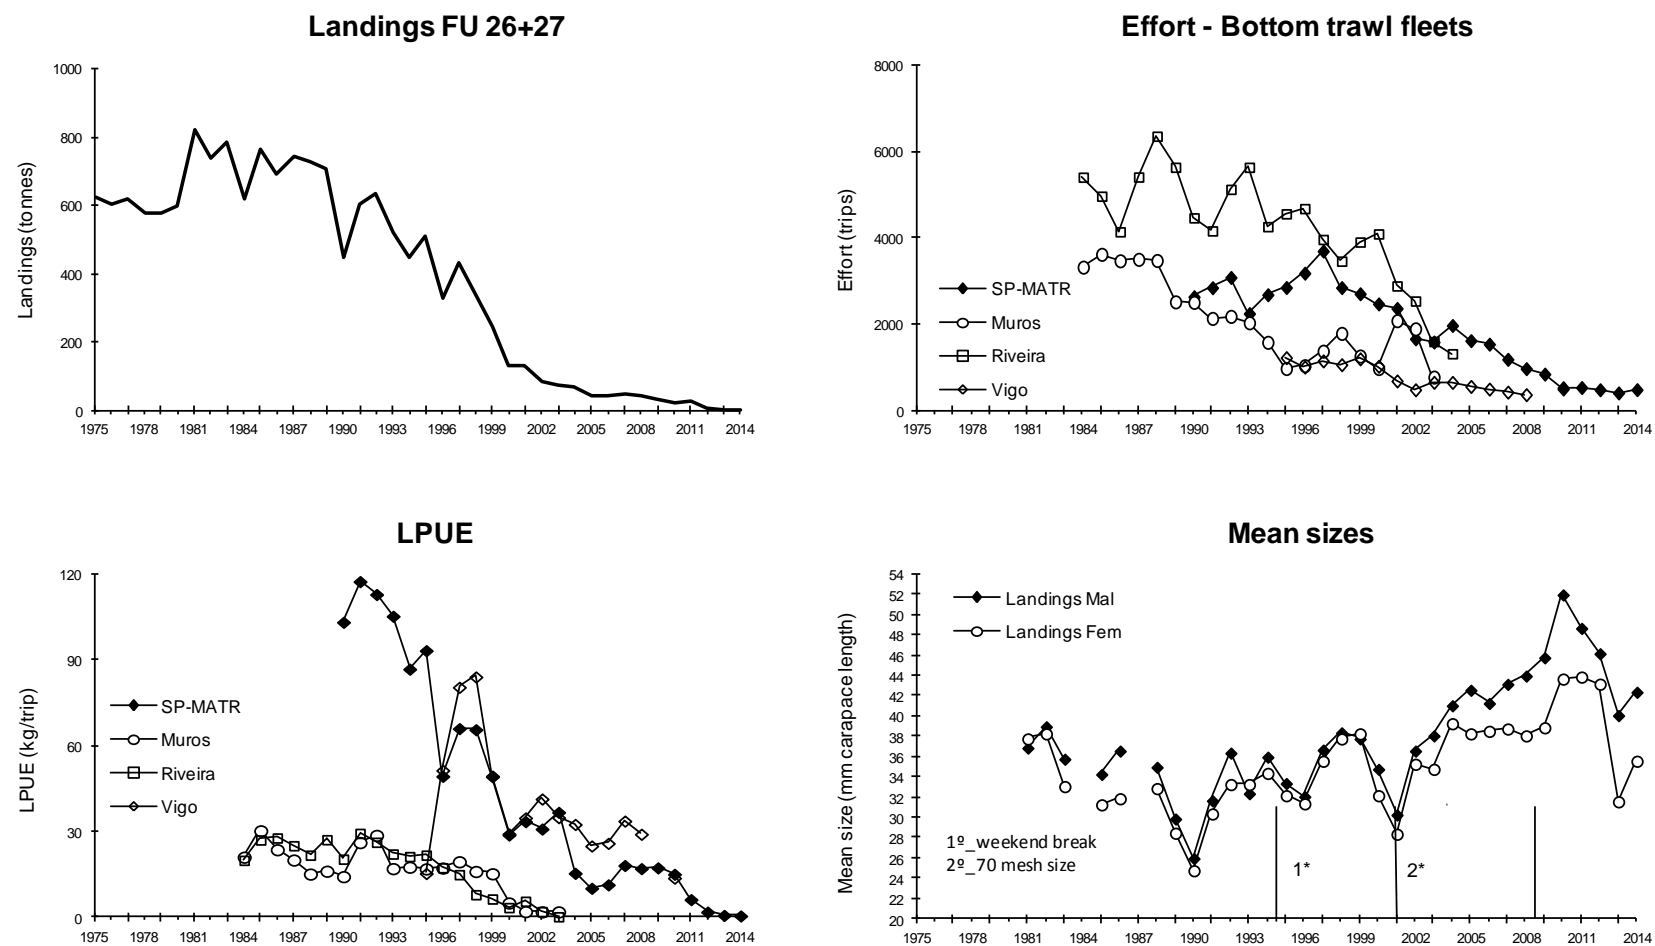 Landings FU 26+27
1000
800
600
400
200
0
Landings (tonnes)
1975 1978 1981 1984 1987 1990 1993 1996 1999 2002 2005 2008 2011 2014
Effort - Bottom trawl fleets
8000
6000
4000
2000
0
Effort (trips)
SP-MATR
Muros
Riveira
Vigo
1975 1978 1981 1984 1987 1990 1993 1996 1999 2002 2005 2008 2011 2014
LPUE
120
90
60
30
0
LPUE (kg/trip)
SP-MATR
Muros
Riveira
Vigo
1975 1978 1981 1984 1987 1990 1993 1996 1999 2002 2005 2008 2011 2014
Mean sizes
54
52
50
48
46
44
42
40
38
36
34
32
30
28
26
24
22
20
Mean size (mm carapace length)
Landings Mal
Landings Fem
1º_weekend break
2º_70 mesh size
1*
2*
1975 1978 1981 1984 1987 1990 1993 1996 1999 2002 2005 2008 2011 2014